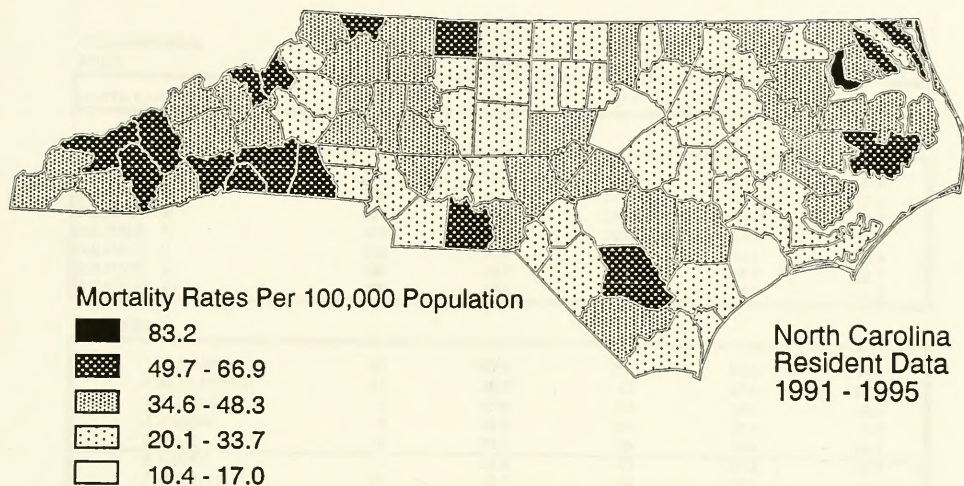 Mortality Rates Per 100,000 Population
83.2
49.7 - 66.9
34.6 - 48.3
20.1 - 33.7
10.4 - 17.0
North Carolina
Resident Data
1991 - 1995